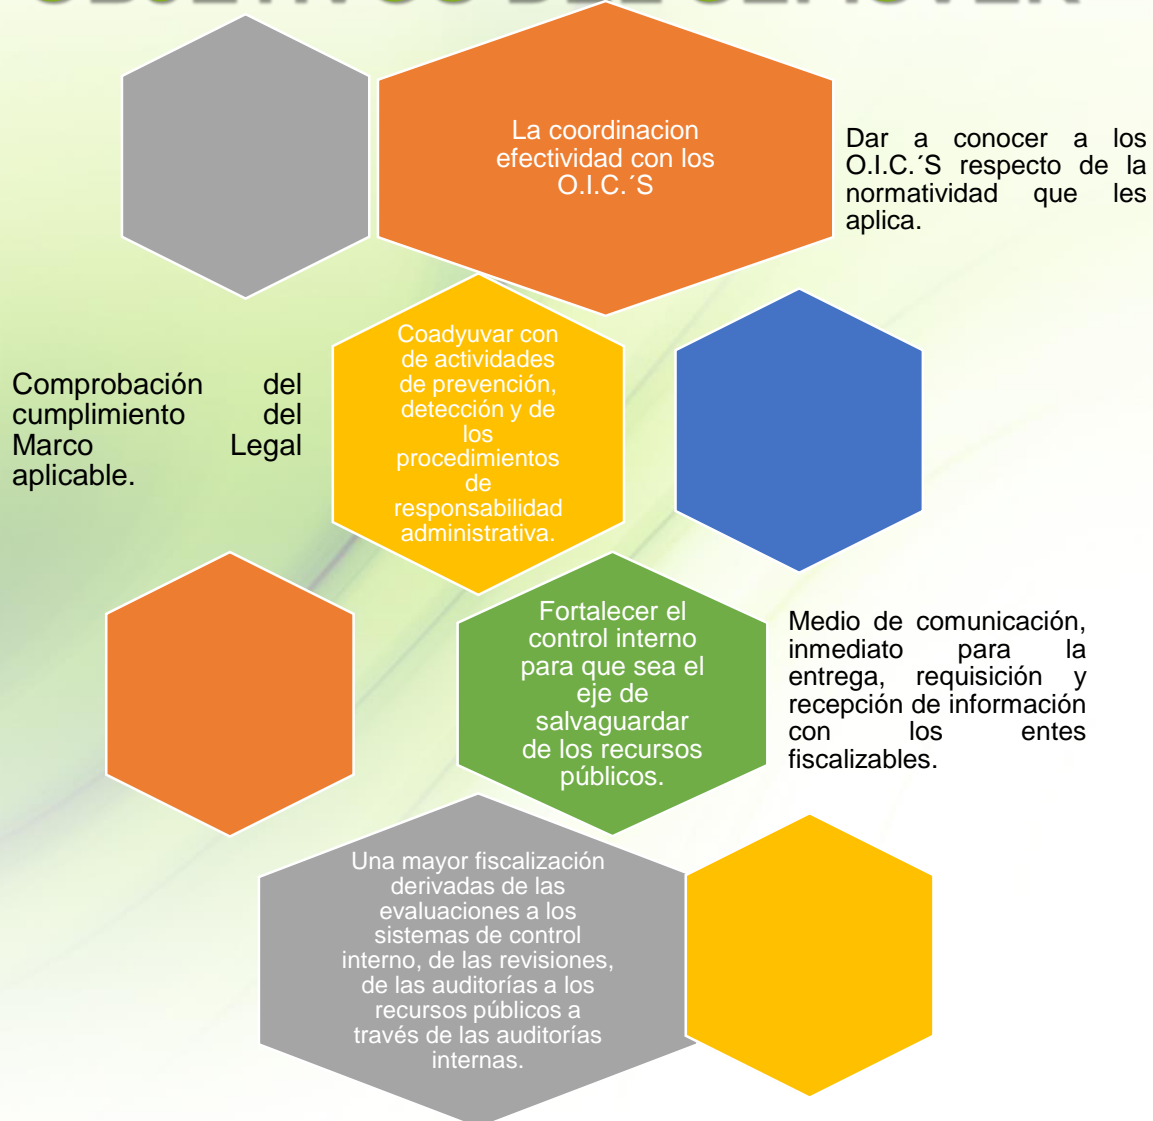 La coordinacion
efectividad con los
O.I.C.´S
Dar a conocer a los
O.I.C.´S respecto de la
normatividad que les
aplica.
Coadyuvar con
de actividades
de prevención,
detección y de
los
procedimientos
de
responsabilidad
administrativa.
Comprobación del
cumplimiento del
Marco Legal
aplicable.
Fortalecer el
control interno
para que sea el
eje de
salvaguardar
de los recursos
públicos.
Medio de comunicación,
inmediato para la
entrega, requisición y
recepción de información
con los entes
fiscalizables.
Una mayor fiscalización
derivadas de las
evaluaciones a los
sistemas de control
interno, de las revisiones,
de las auditorías a los
recursos públicos a
través de las auditorías
internas.